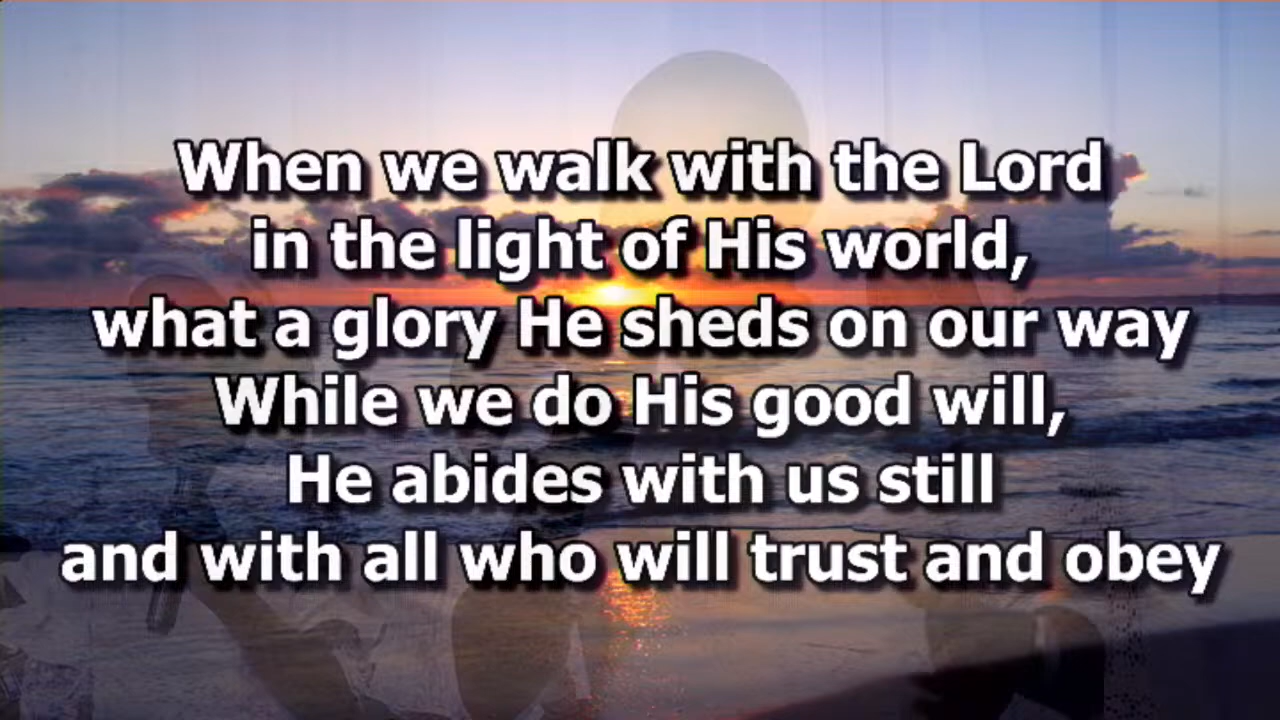 When we walk with the Lord
in the light of His world,
what a glory He sheds on our way
While we do His good will,
He abides with us still
and with all who will trust and obey